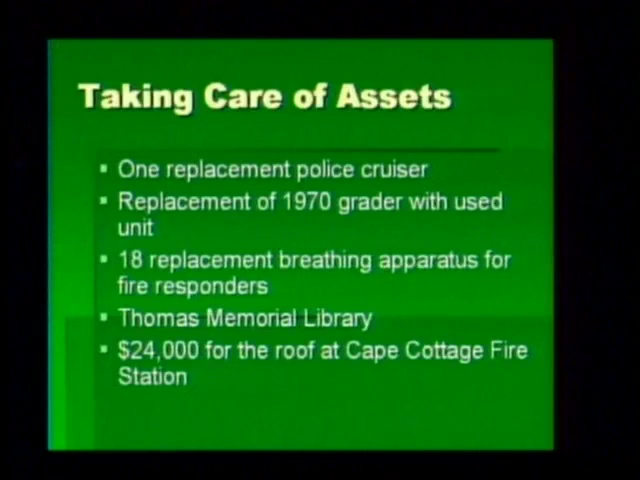 Taking Care of Assets
▪ One replacement police cruiser
▪ Replacement of 1970 grader with used
unit
▪ 18 replacement breathing apparatus for
fire responders
▪ Thomas Memorial Library
▪ $24,000 for the roof at Cape Cottage Fire
Station